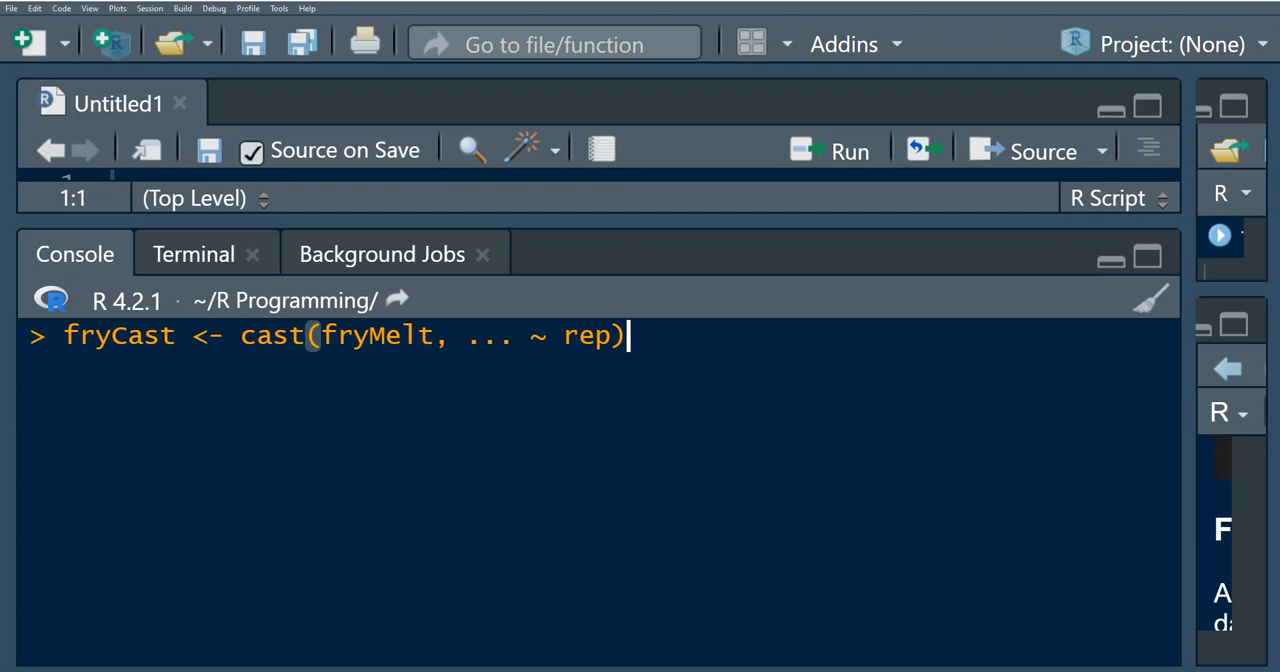 File Edit Code View Plots Session Build Debug Profile Tools Help
Go to file/function Addins Project: (None)
Untitled1
Source on Save Run Source
1:1 (Top Level) R Script
R
Console Terminal Background Jobs
R 4.2.1 · ~/R Programming/
> fryCast <- cast(fryMelt, ... ~ rep)
R
F
A